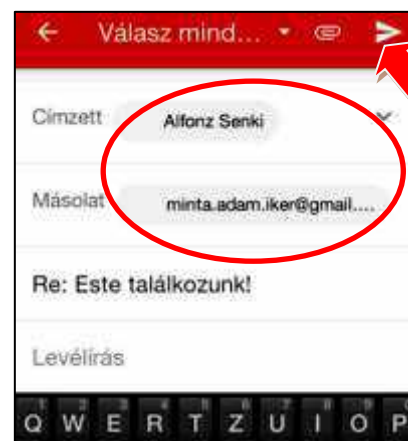 Válasz mind...
Címzett Alfonz Senki
Másolat minta.adam.iker@gmail....
Re: Este találkozunk!
Levélírás
Q W E R T Z U I O P